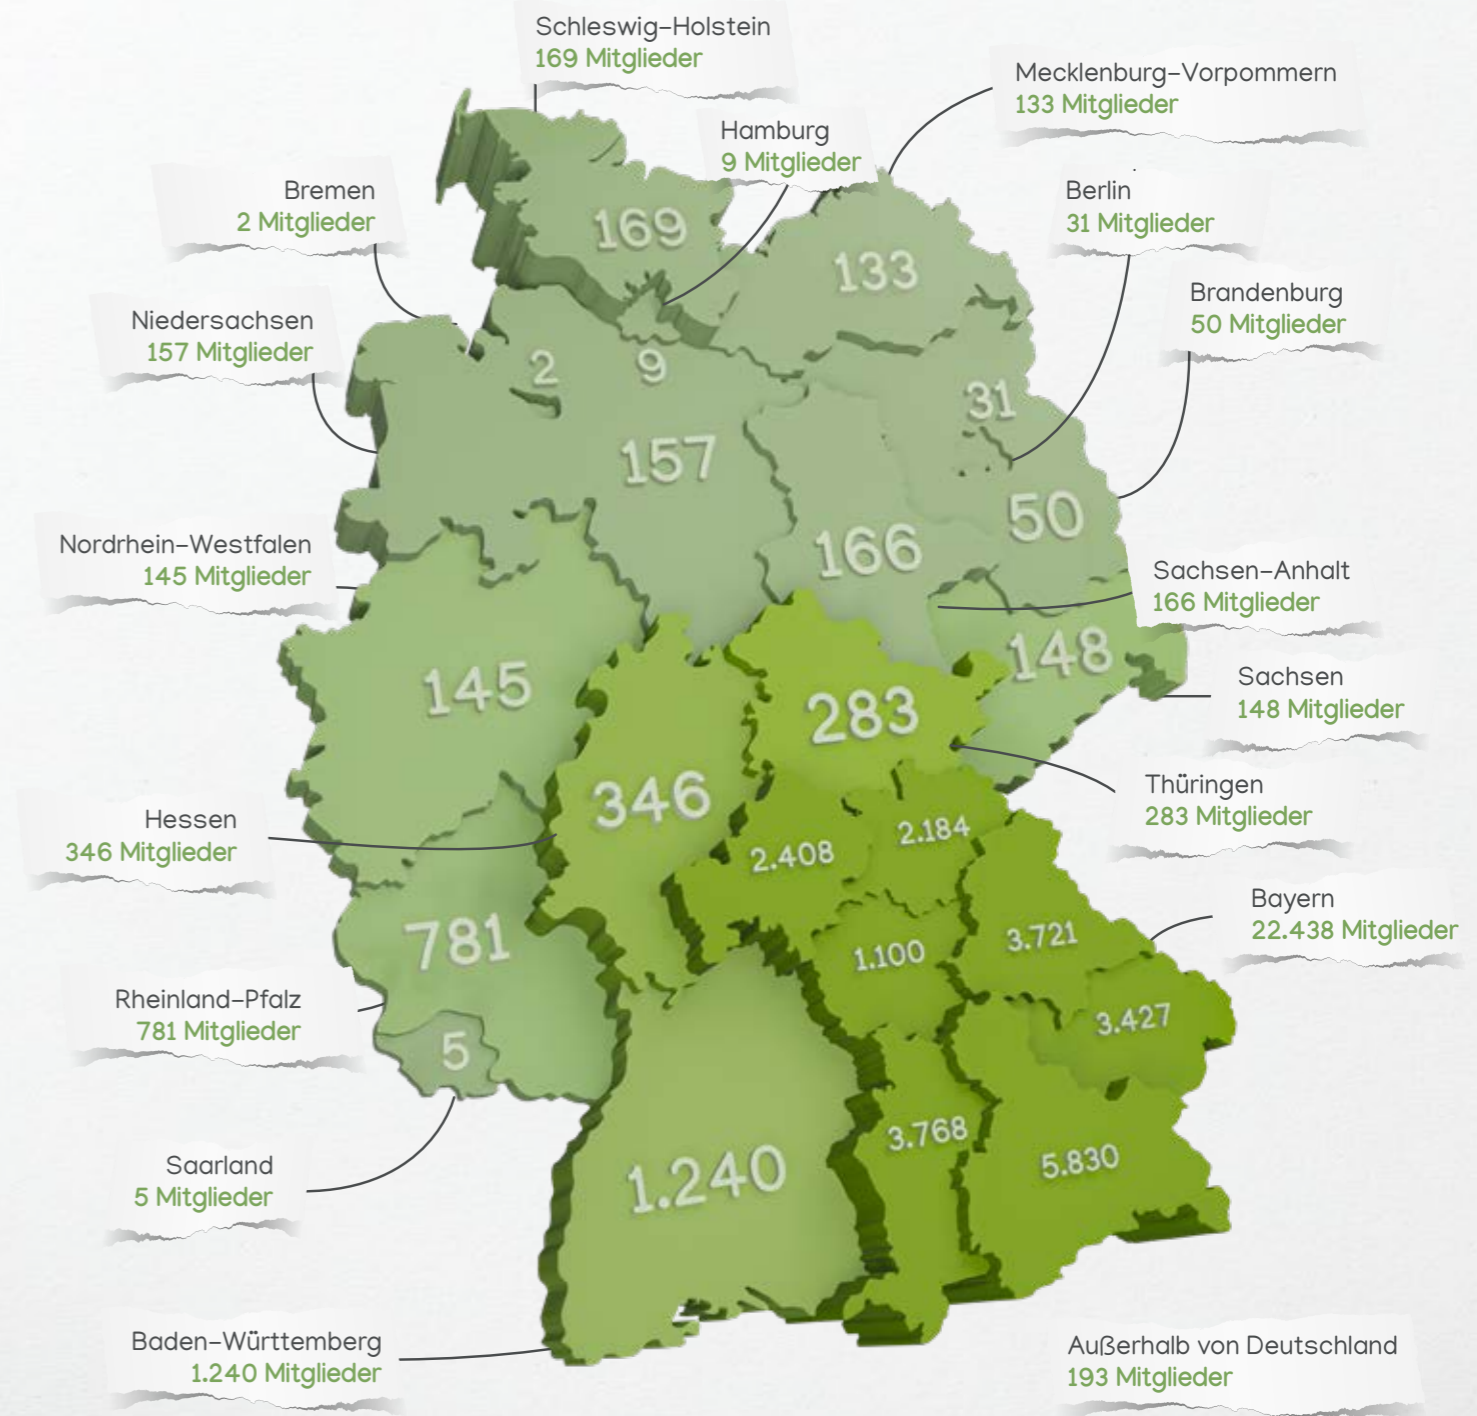 Schleswig-Holstein
169 Mitglieder
Mecklenburg-Vorpommern
133 Mitglieder
Hamburg
9 Mitglieder
Bremen
2 Mitglieder
Berlin
31 Mitglieder
Brandenburg
50 Mitglieder
Niedersachsen
157 Mitglieder
Nordrhein-Westfalen
145 Mitglieder
Sachsen-Anhalt
166 Mitglieder
Sachsen
148 Mitglieder
Thüringen
283 Mitglieder
Hessen
346 Mitglieder
Bayern
22.438 Mitglieder
Rheinland-Pfalz
781 Mitglieder
Saarland
5 Mitglieder
Baden-Württemberg
1.240 Mitglieder
Außerhalb von Deutschland
193 Mitglieder
169
133
2
9
31
157
50
166
148
145
283
346
2.184
2.408
781
1.100
3.721
3.427
5
3.768
5.830
1.240